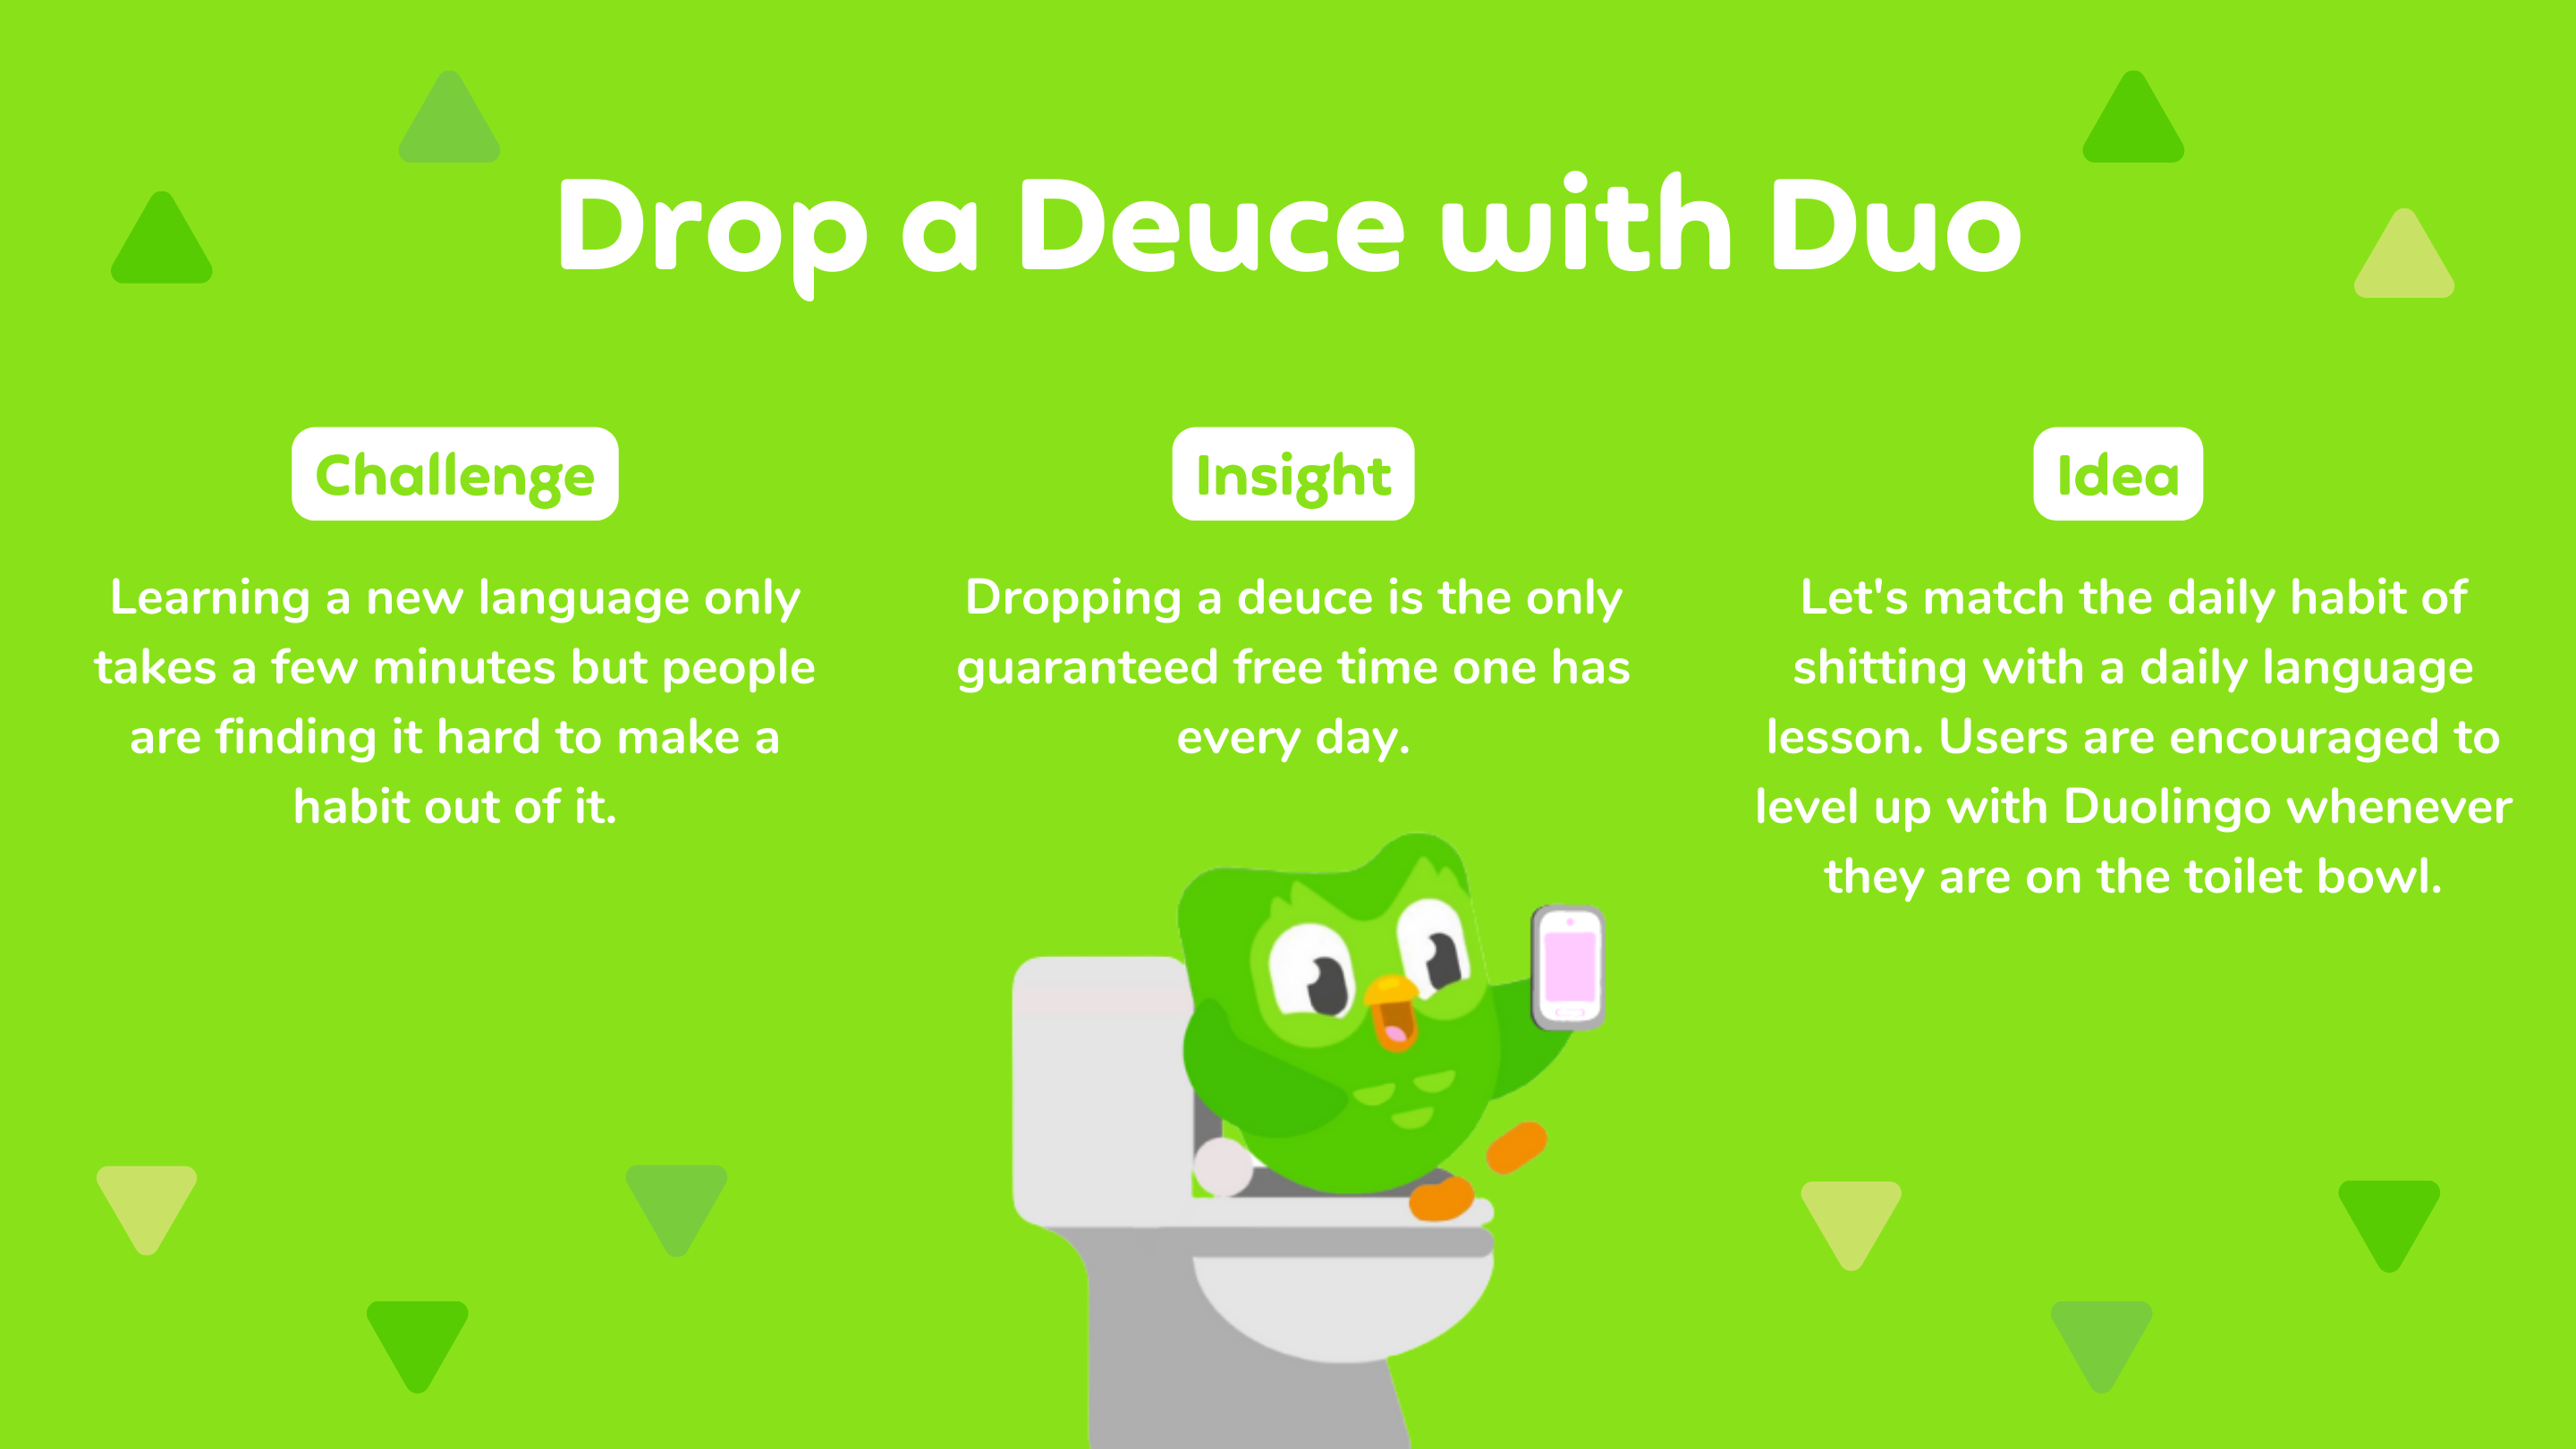 Drop a Deuce with Duo
Challenge
Learning a new language only
takes a few minutes but people
are finding it hard to make a
habit out of it.
Insight
Dropping a deuce is the only
guaranteed free time one has
every day.
Idea
Let's match the daily habit of
shitting with a daily language
lesson. Users are encouraged to
level up with Duolingo whenever
they are on the toilet bowl.